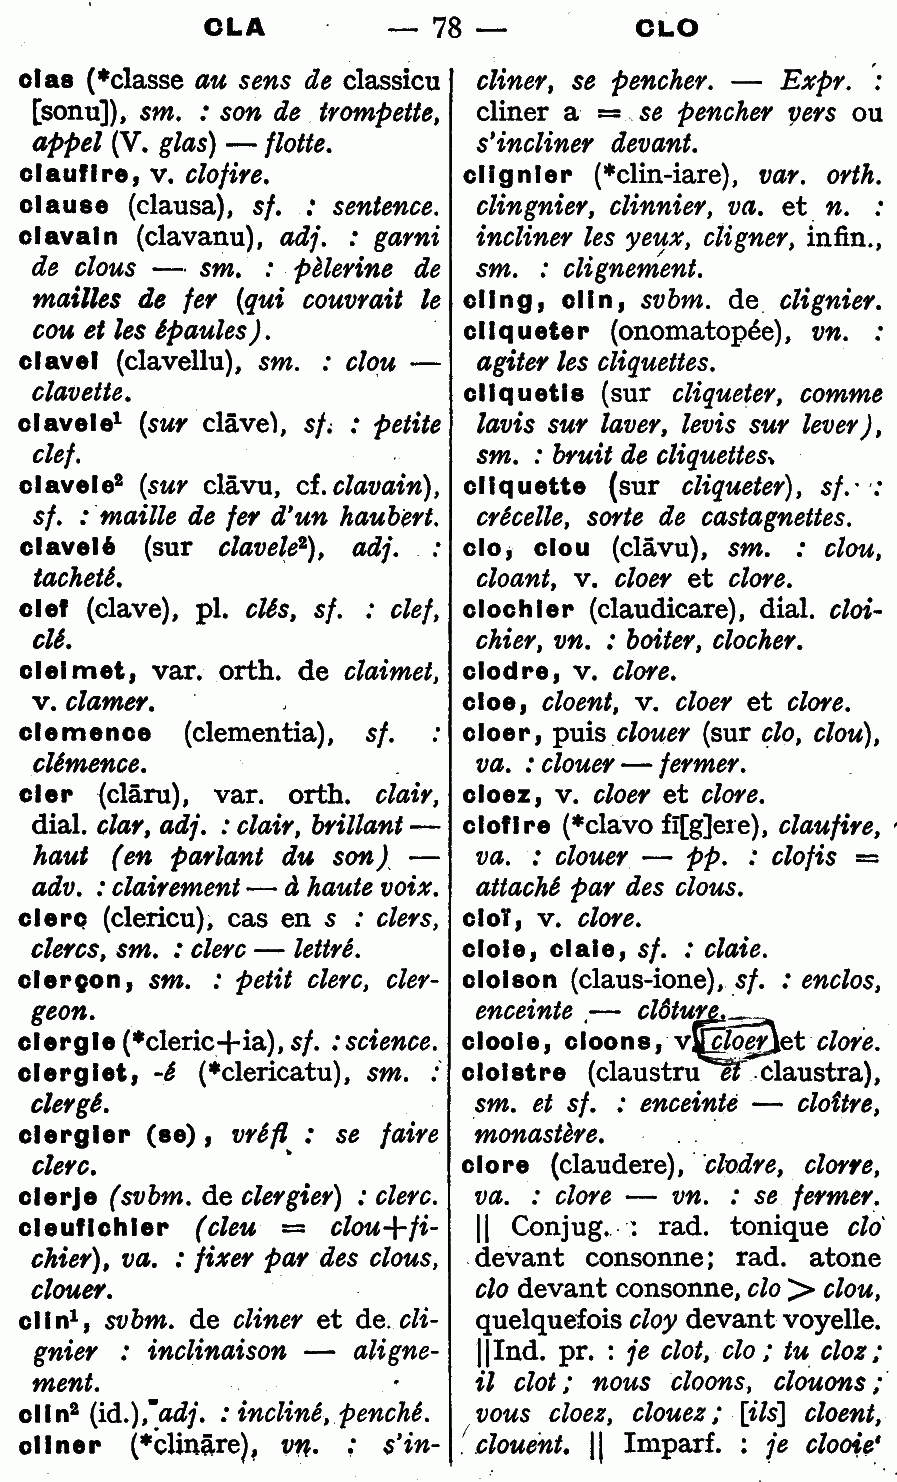 CLA — 78 — CLO
clas (*classe au sens de classicu
[sonu]), sm. : son de trompette,
appel (V. glas) — flotte.
claufire, v. clofire.
clause (clausa), sf. : sentence.
clavain (clavanu), adj. : garni
de clous — sm. : pèlerine de
mailles de fer (qui couvrait le
cou et les épaules).
clavel (clavellu), sm. : clou —
clavette.
clavele¹ (sur clāve), sf. : petite
clef.
clavele² (sur clāvu, cf. clavain),
sf. : maille de fer d'un haubert.
clavelé (sur clavele²), adj. :
tacheté.
clef (clave), pl. clés, sf. : clef,
clé.
cleimet, var. orth. de claimet,
v. clamer.
clemence (clementia), sf. :
clémence.
cler (clāru), var. orth. clair,
dial. clar, adj. : clair, brillant —
haut (en parlant du son) —
adv. : clairement — à haute voix.
clerc (clericu), cas en s : clers,
clercs, sm. : clerc — lettré.
clerçon, sm. : petit clerc, cler-
geon.
clergie (*cleric+ia), sf. : science.
clergiet, -é (*clericatu), sm. :
clergé.
clergier (se), vréfl : se faire
clerc.
clerje (svbm. de clergier) : clerc.
cleufichier (cleu = clou+fi-
chier), va. : fixer par des clous,
clouer.
clin¹, svbm. de cliner et de cli-
gnier : inclinaison — aligne-
ment.
clin² (id.), adj. : incliné, penché.
cliner (*clināre), vn. : s'in-
cliner, se pencher. — Expr. :
cliner a = se pencher vers ou
s'incliner devant.
clignier (*clin-iare), var. orth.
clingnier, clinnier, va. et n. :
incliner les yeux, cligner, infin.,
sm. : clignement.
cling, clin, svbm. de clignier.
cliqueter (onomatopée), vn. :
agiter les cliquettes.
cliquetis (sur cliqueter, comme
lavis sur laver, levis sur lever),
sm. : bruit de cliquettes.
cliquette (sur cliqueter), sf. :
crécelle, sorte de castagnettes.
clo, clou (clāvu), sm. : clou,
cloant, v. cloer et clore.
clochier (claudicare), dial. cloi-
chier, vn. : boiter, clocher.
clodre, v. clore.
cloe, cloent, v. cloer et clore.
cloer, puis clouer (sur clo, clou),
va. : clouer — fermer.
cloez, v. cloer et clore.
clofire (*clavo fī[g]ere), claufire,
va. : clouer — pp. : clofis =
attaché par des clous.
cloï, v. clore.
cloie, claie, sf. : claie.
cloison (claus-ione), sf. : enclos,
enceinte — clôture.
clooie, cloons, v. cloer et clore.
cloistre (claustru et claustra),
sm. et sf. : enceinte — cloître,
monastère.
clore (claudere), clodre, clorre,
va. : clore — vn. : se fermer.
|| Conjug. : rad. tonique clo
devant consonne; rad. atone
clo devant consonne, clo > clou,
quelquefois cloy devant voyelle.
||Ind. pr. : je clot, clo ; tu cloz ;
il clot ; nous cloons, clouons ;
vous cloez, clouez ; [ils] cloent,
clouent. || Imparf. : je clooie